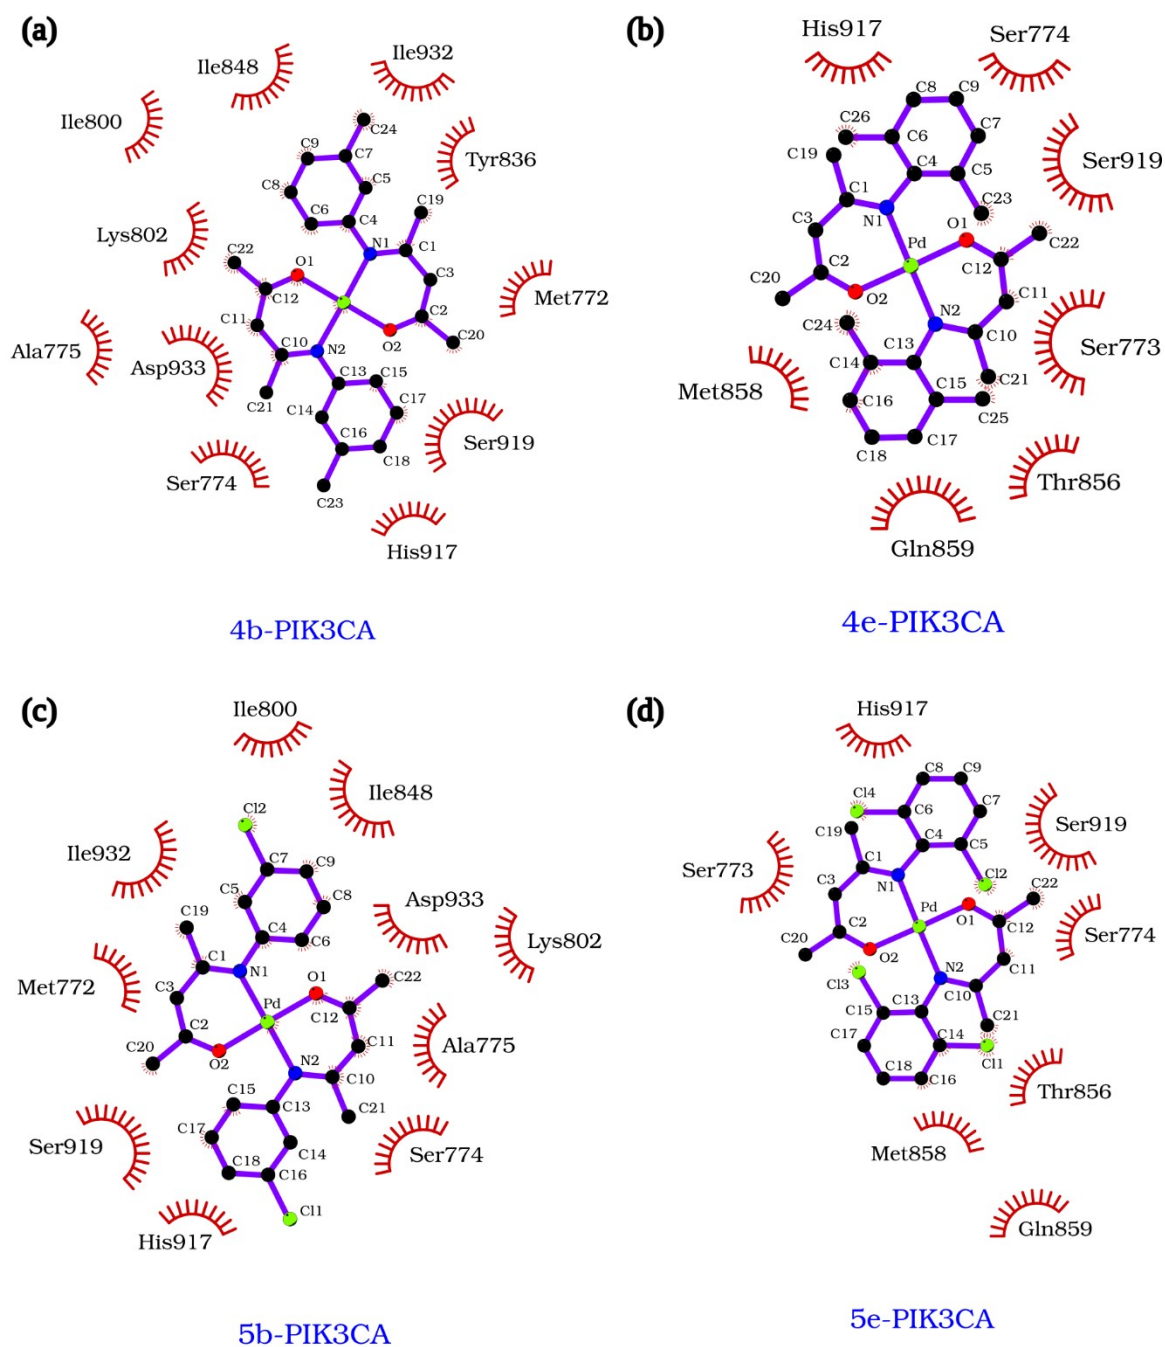 (a)
Ile848
Ile932
Ile800
C24
C9
C7
Tyr836
C8
C5
C19
C6
C4
Lys802
C22
N1
C1
O1
C3
C12
Met772
C11
C2
C10
N2
O2
C20
Ala775
Asp933
C13
C15
C21
C14
C17
C16
Ser919
C18
Ser774
C23
His917
4b-PIK3CA
(b)
His917
Ser774
C8
C9
C26
C6
C7
C19
C4
C5
Ser919
C1
C23
N1
C3
O1
Pd
C22
C2
C12
C20
O2
C11
N2
C24
C10
C13
Ser773
C14
C21
Met858
C15
C16
C25
C17
C18
Thr856
Gln859
4e-PIK3CA
(c)
Ile800
Ile848
Cl2
Ile932
C7
C9
C5
C8
Asp933
C19
C4
C6
Lys802
C1
N1
Met772
O1
C22
C3
Pd
C12
C2
C11
Ala775
C20
O2
N2
C10
C15
C13
C21
C17
Ser919
C14
Ser774
C18
C16
Cl1
His917
5b-PIK3CA
(d)
His917
C8
C9
Cl4
C6
C7
C19
C4
C5
Ser919
C1
Ser773
N1
Cl2
C3
C22
Pd
O1
C2
C12
Ser774
C20
O2
C11
N2
Cl3
C10
C13
C15
C21
C17
C14
Cl1
C18
C16
Thr856
Met858
Gln859
5e-PIK3CA